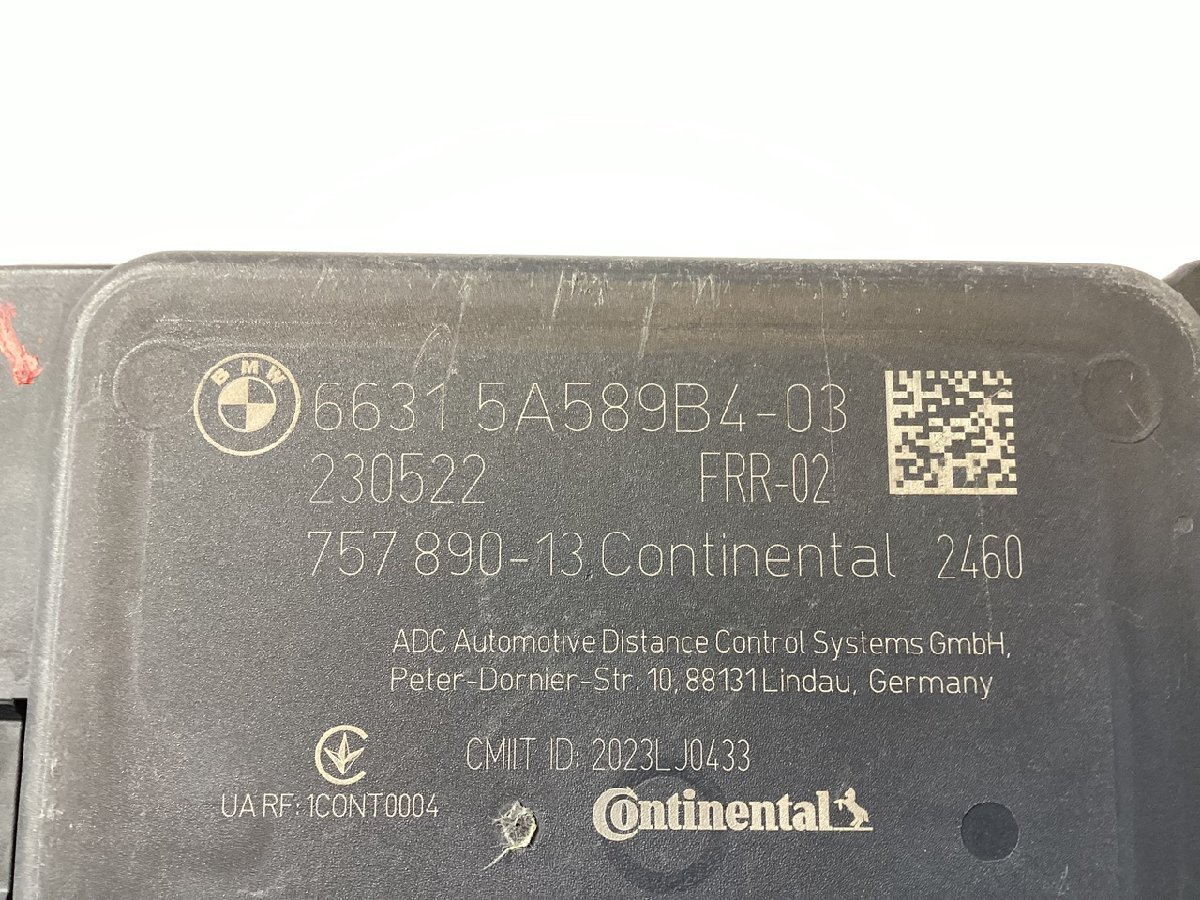 BMW 6631 5A589B4-03
230522 FRR-02
757 890-13 Continental 2460
ADC Automotive Distance Control Systems GmbH,
Peter-Dornier-Str. 10, 88131 Lindau, Germany
CMIIT ID: 2023LJ0433
UA RF: 1CONT0004
Continental